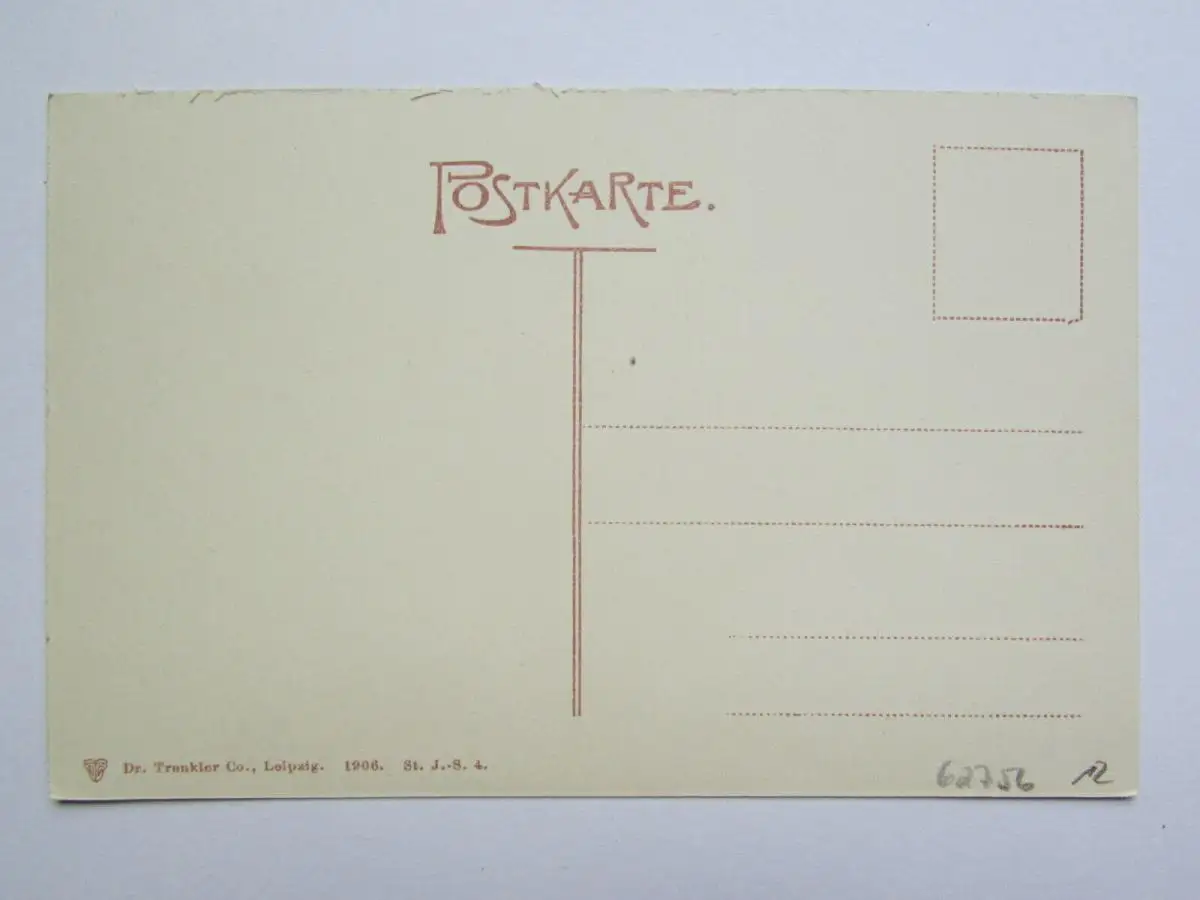 POSTKARTE.
Dr. Trenkler Co., Leipzig. 1906. St. J.-S. 4.
62756 12